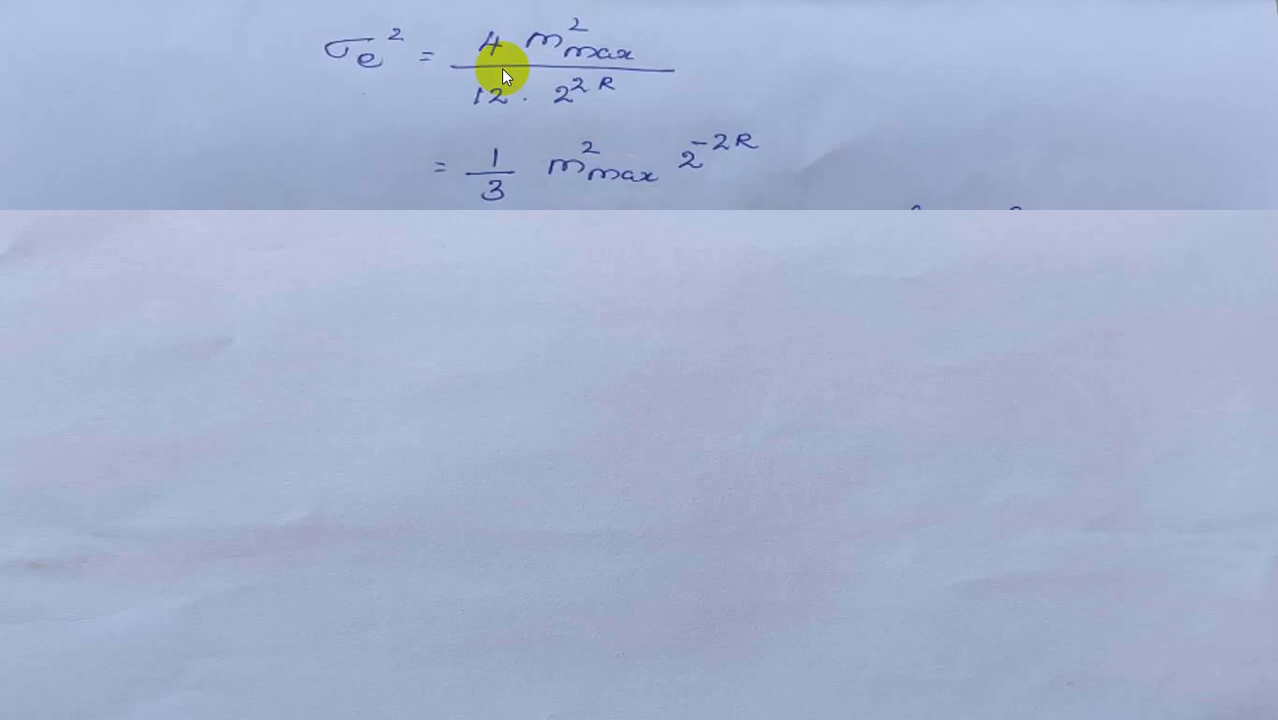 σe² = 4 m²max / 12 · 2^2R
= 1/3 m²max 2^-2R